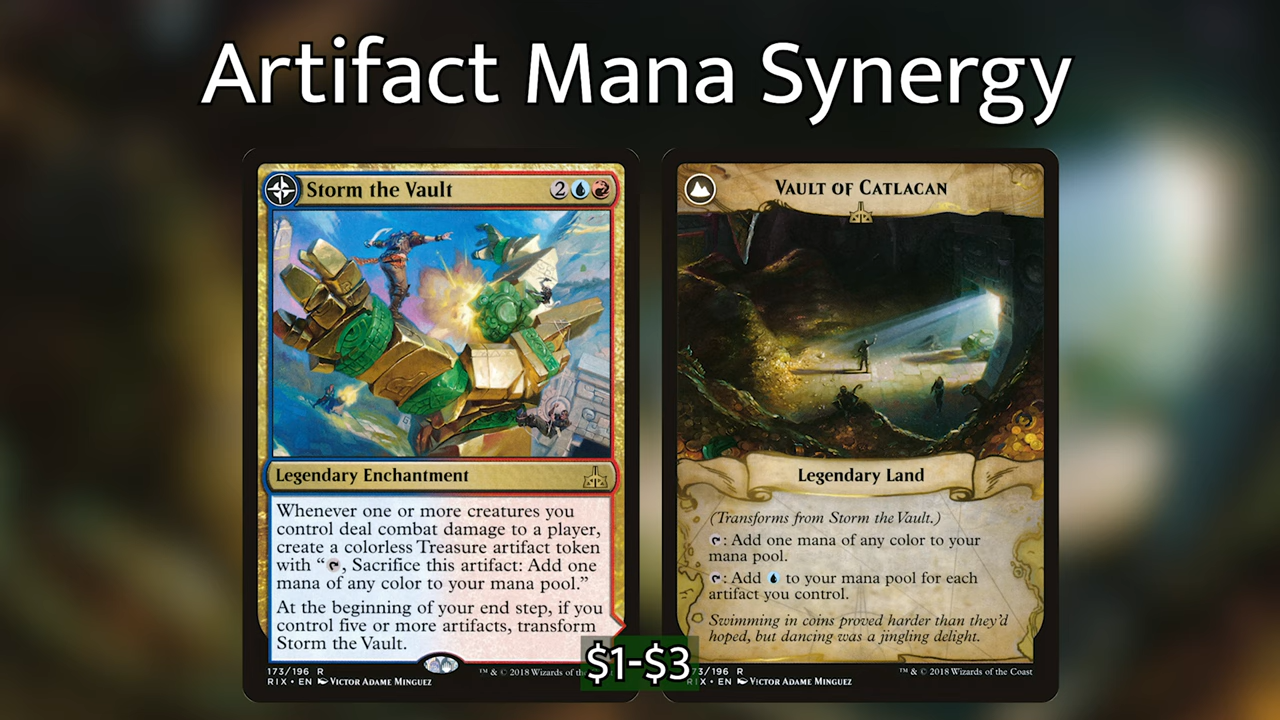 Artifact Mana Synergy
Storm the Vault 2
Legendary Enchantment
Whenever one or more creatures you
control deal combat damage to a player,
create a colorless Treasure artifact token
with “, Sacrifice this artifact: Add one
mana of any color to your mana pool.”
At the beginning of your end step, if you
control five or more artifacts, transform
Storm the Vault.
173/196 R
RIX • EN Victor Adame Minguez
™ & © 2018 Wizards of the
Vault of Catlacan
Legendary Land
(Transforms from Storm the Vault.)
: Add one mana of any color to your
mana pool.
: Add to your mana pool for each
artifact you control.
Swimming in coins proved harder than they’d
hoped, but dancing was a jingling delight.
73/196 R
RIX • EN Victor Adame Minguez
™ & © 2018 Wizards of the Coast
$1-$3